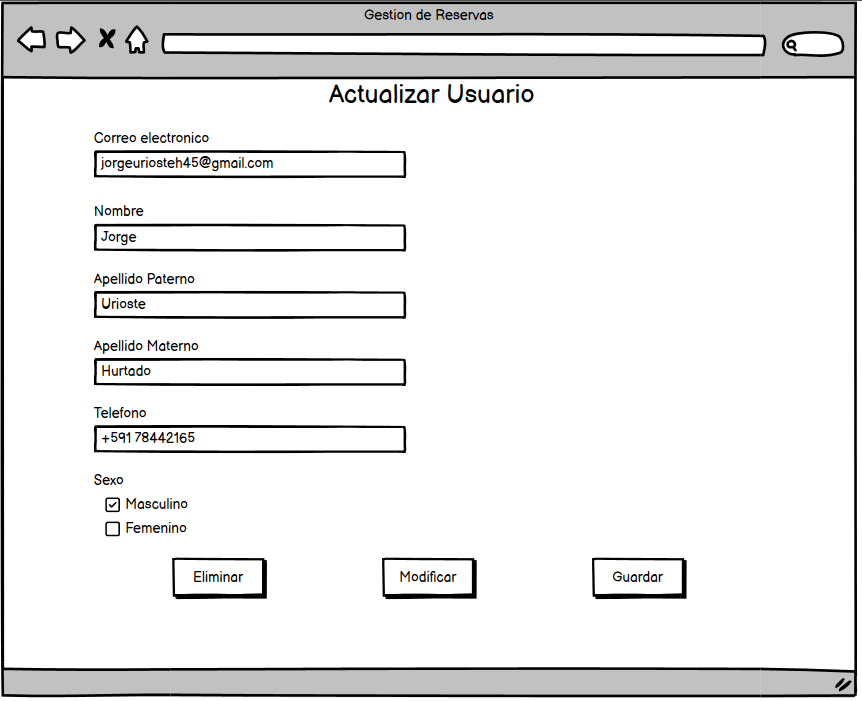 Gestion de Reservas
Actualizar Usuario
Correo electronico
jorgeuriosteh45@gmail.com
Nombre
Jorge
Apellido Paterno
Urioste
Apellido Materno
Hurtado
Telefono
+591 78442165
Sexo
Masculino
Femenino
Eliminar Modificar Guardar